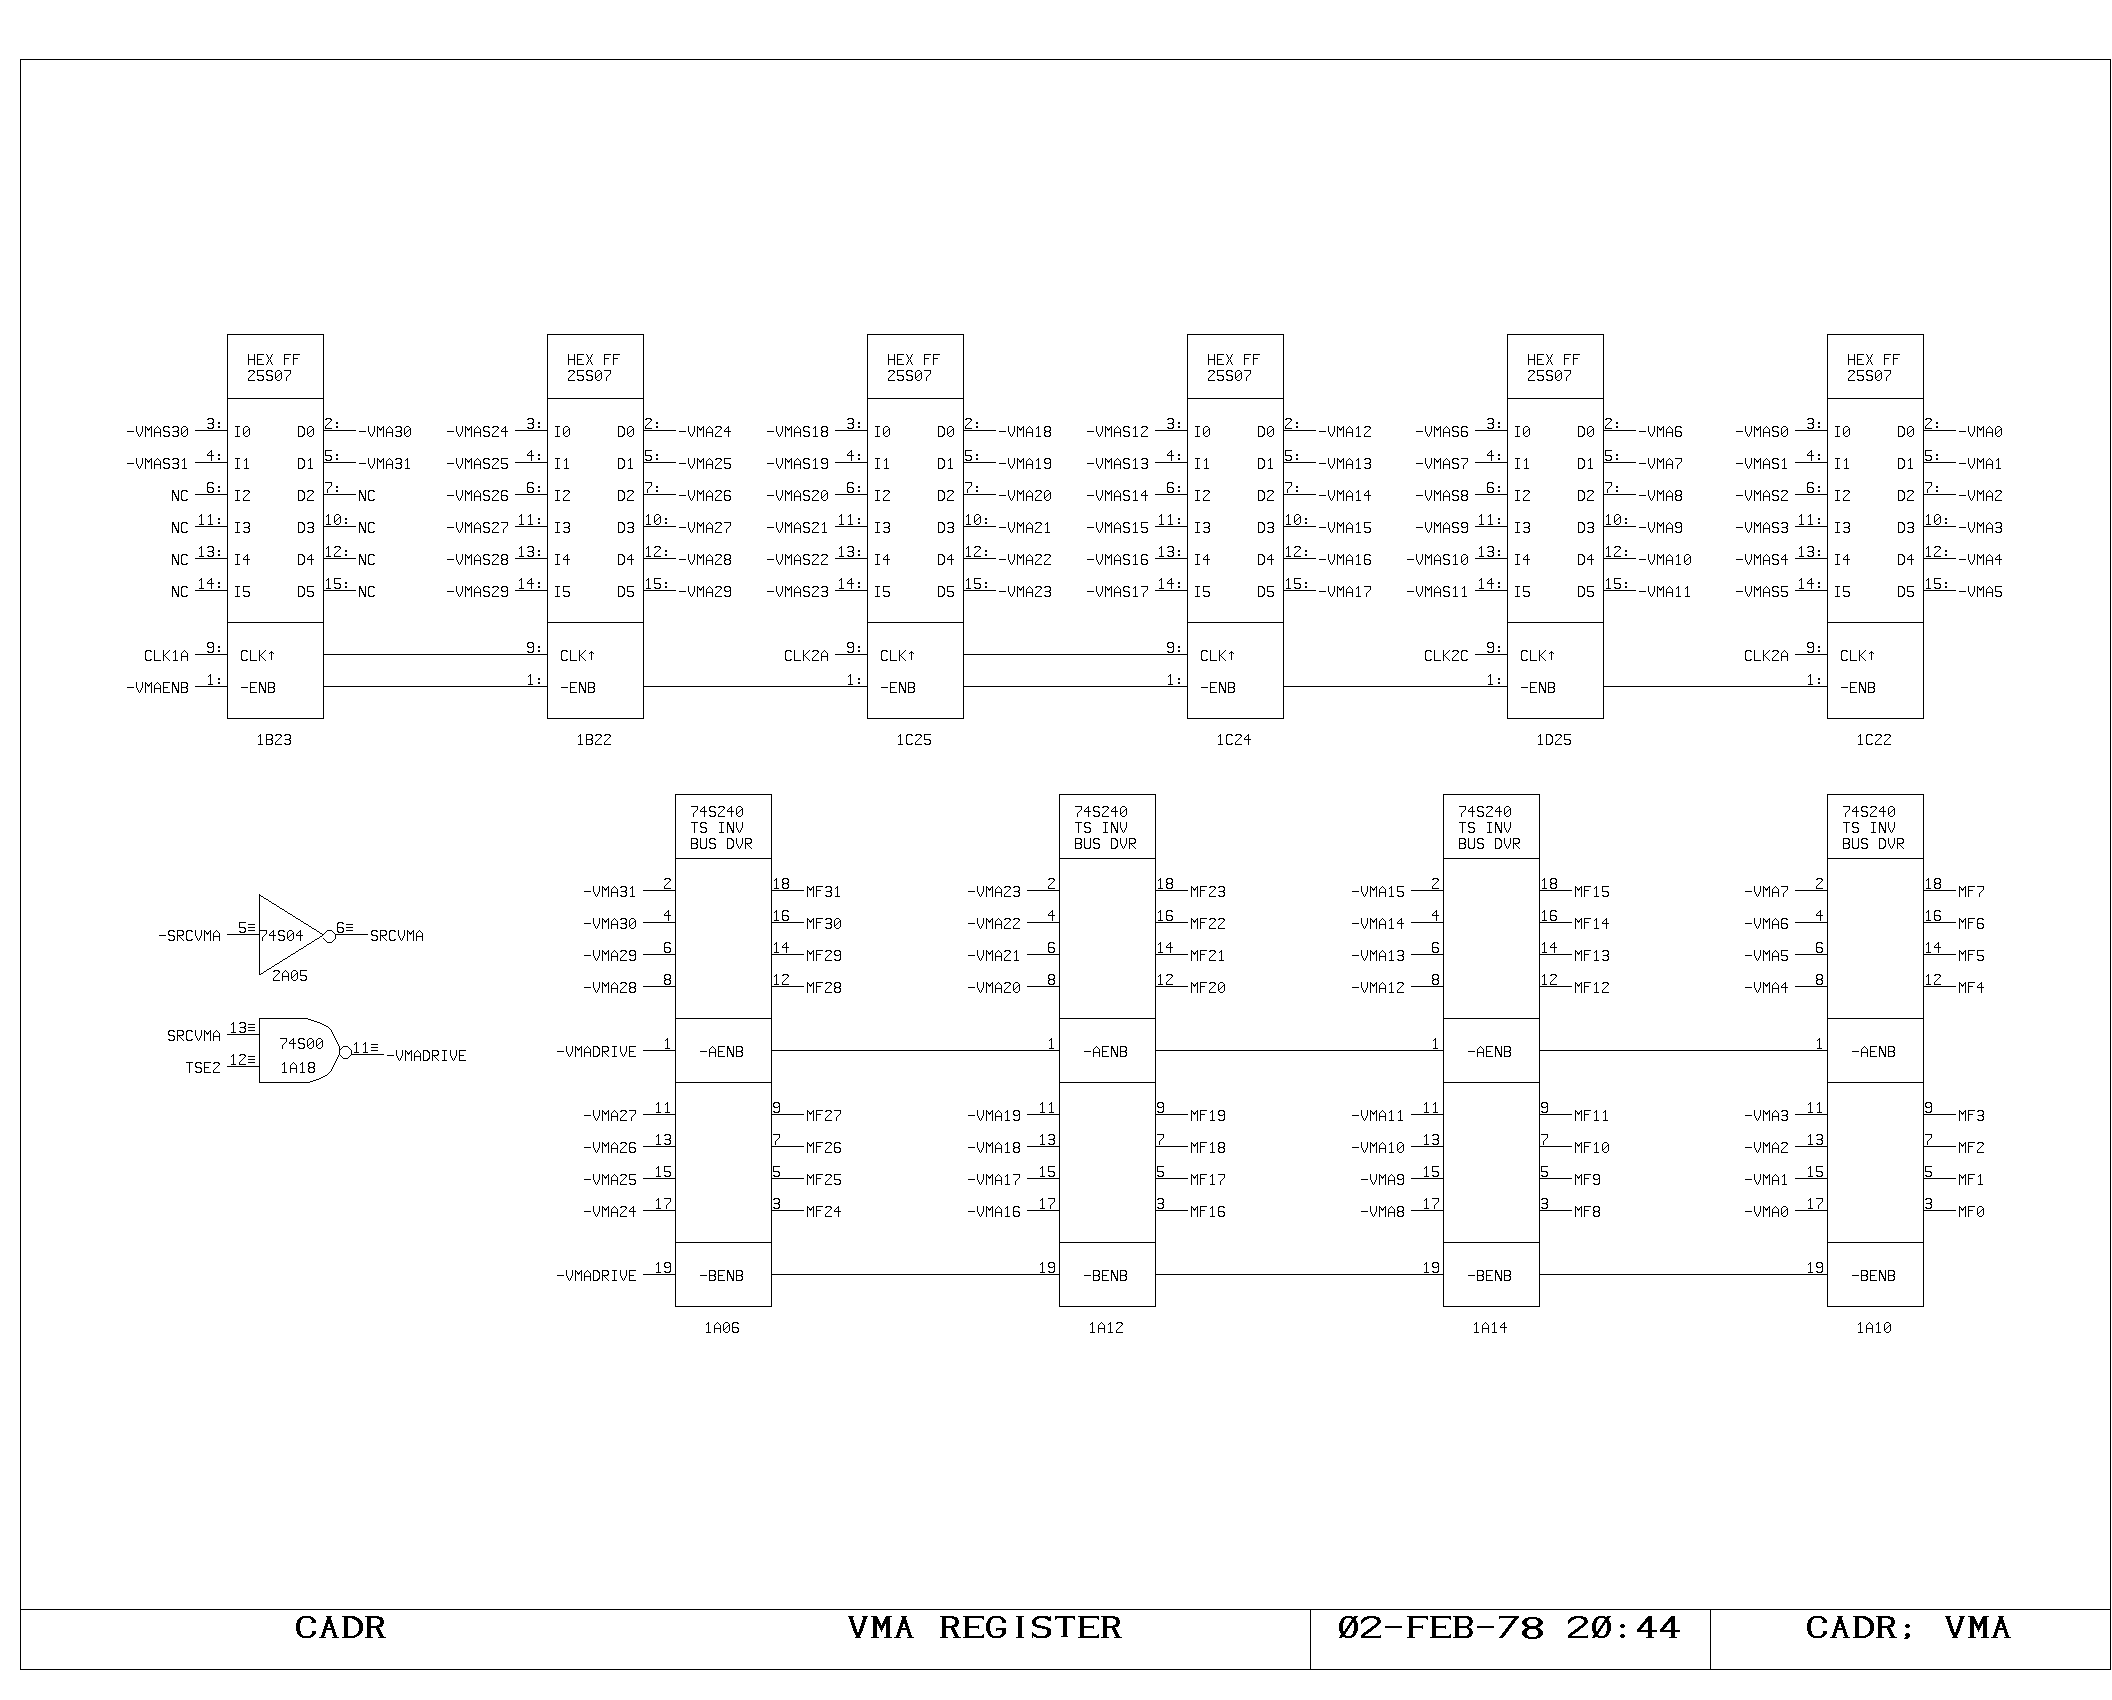 HEX FF HEX FF HEX FF HEX FF HEX FF HEX FF
25S07 25S07 25S07 25S07 25S07 25S07
-VMAS30 3: I0 D0 2: -VMA30 -VMAS24 3: I0 D0 2: -VMA24 -VMAS18 3: I0 D0 2: -VMA18 -VMAS12 3: I0 D0 2: -VMA12 -VMAS6 3: I0 D0 2: -VMA6 -VMAS0 3: I0 D0 2: -VMA0
-VMAS31 4: I1 D1 5: -VMA31 -VMAS25 4: I1 D1 5: -VMA25 -VMAS19 4: I1 D1 5: -VMA19 -VMAS13 4: I1 D1 5: -VMA13 -VMAS7 4: I1 D1 5: -VMA7 -VMAS1 4: I1 D1 5: -VMA1
NC 6: I2 D2 7: NC -VMAS26 6: I2 D2 7: -VMA26 -VMAS20 6: I2 D2 7: -VMA20 -VMAS14 6: I2 D2 7: -VMA14 -VMAS8 6: I2 D2 7: -VMA8 -VMAS2 6: I2 D2 7: -VMA2
NC 11: I3 D3 10: NC -VMAS27 11: I3 D3 10: -VMA27 -VMAS21 11: I3 D3 10: -VMA21 -VMAS15 11: I3 D3 10: -VMA15 -VMAS9 11: I3 D3 10: -VMA9 -VMAS3 11: I3 D3 10: -VMA3
NC 13: I4 D4 12: NC -VMAS28 13: I4 D4 12: -VMA28 -VMAS22 13: I4 D4 12: -VMA22 -VMAS16 13: I4 D4 12: -VMA16 -VMAS10 13: I4 D4 12: -VMA10 -VMAS4 13: I4 D4 12: -VMA4
NC 14: I5 D5 15: NC -VMAS29 14: I5 D5 15: -VMA29 -VMAS23 14: I5 D5 15: -VMA23 -VMAS17 14: I5 D5 15: -VMA17 -VMAS11 14: I5 D5 15: -VMA11 -VMAS5 14: I5 D5 15: -VMA5
CLK1A 9: CLK↑ 9: CLK↑ CLK2A 9: CLK↑ 9: CLK↑ CLK2C 9: CLK↑ CLK2A 9: CLK↑
-VMAENB 1: -ENB 1: -ENB 1: -ENB 1: -ENB 1: -ENB 1: -ENB
1B23 1B22 1C25 1C24 1D25 1C22
74S240 74S240 74S240 74S240
TS INV TS INV TS INV TS INV
BUS DVR BUS DVR BUS DVR BUS DVR
-VMA31 2 18 MF31 -VMA23 2 18 MF23 -VMA15 2 18 MF15 -VMA7 2 18 MF7
-VMA30 4 16 MF30 -VMA22 4 16 MF22 -VMA14 4 16 MF14 -VMA6 4 16 MF6
-SRCVMA 5≡ 74S04 6≡ SRCVMA
-VMA29 6 14 MF29 -VMA21 6 14 MF21 -VMA13 6 14 MF13 -VMA5 6 14 MF5
2A05
-VMA28 8 12 MF28 -VMA20 8 12 MF20 -VMA12 8 12 MF12 -VMA4 8 12 MF4
SRCVMA 13≡ 74S00 11≡ -VMADRIVE
TSE2 12≡ 1A18
-VMADRIVE 1 -AENB 1 -AENB 1 -AENB 1 -AENB
-VMA27 11 9 MF27 -VMA19 11 9 MF19 -VMA11 11 9 MF11 -VMA3 11 9 MF3
-VMA26 13 7 MF26 -VMA18 13 7 MF18 -VMA10 13 7 MF10 -VMA2 13 7 MF2
-VMA25 15 5 MF25 -VMA17 15 5 MF17 -VMA9 15 5 MF9 -VMA1 15 5 MF1
-VMA24 17 3 MF24 -VMA16 17 3 MF16 -VMA8 17 3 MF8 -VMA0 17 3 MF0
-VMADRIVE 19 -BENB 19 -BENB 19 -BENB 19 -BENB
1A06 1A12 1A14 1A10
CADR VMA REGISTER 02-FEB-78 20:44 CADR; VMA